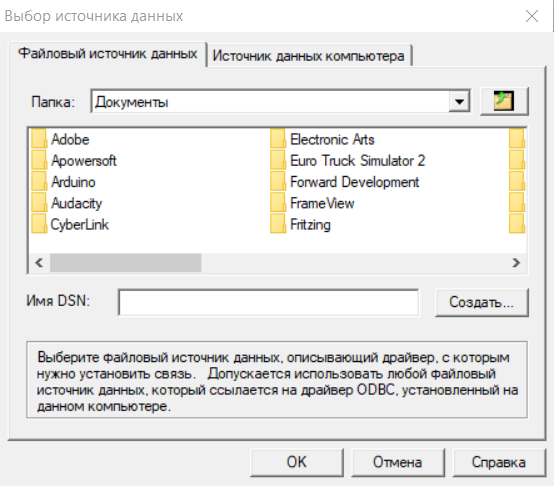 Выбор источника данных
Файловый источник данных
Источник данных компьютера
Папка:
Документы
Adobe
Apowersoft
Arduino
Audacity
CyberLink
Electronic Arts
Euro Truck Simulator 2
Forward Development
FrameView
Fritzing
Имя DSN:
Создать...
Выберите файловый источник данных, описывающий драйвер, с которым
нужно установить связь. Допускается использовать любой файловый
источник данных, который ссылается на драйвер ODBC, установленный на
данном компьютере.
OK
Отмена
Справка